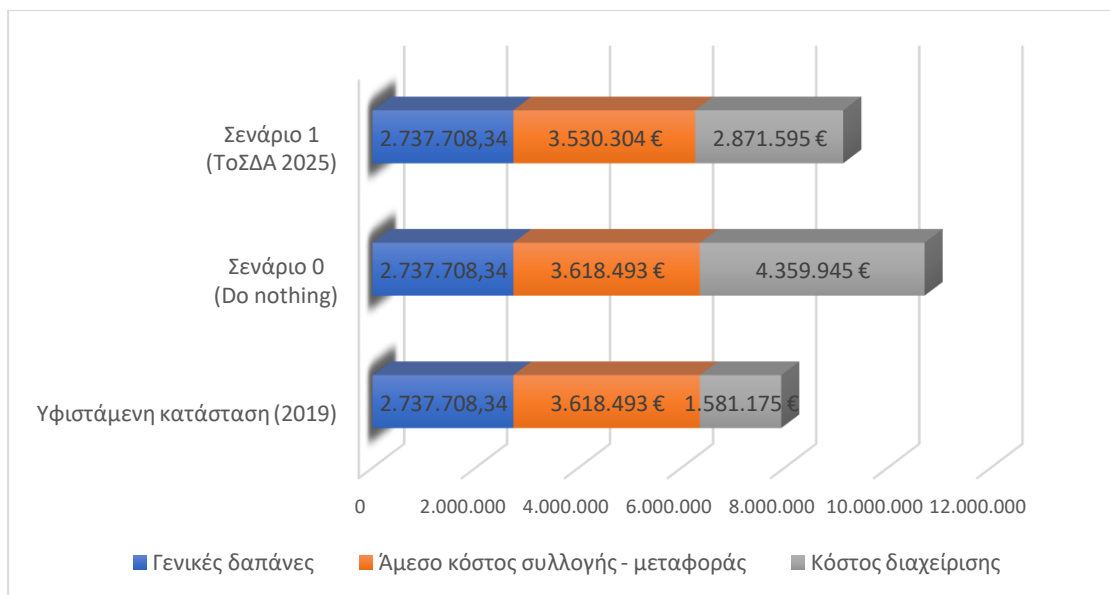 Σενάριο 1
(ΤοΣΔΑ 2025)
2.737.708,34 3.530.304 € 2.871.595 €
Σενάριο 0
(Do nothing)
2.737.708,34 3.618.493 € 4.359.945 €
Υφιστάμενη κατάσταση (2019)
2.737.708,34 3.618.493 € 1.581.175 €
0 2.000.000 4.000.000 6.000.000 8.000.000 10.000.000 12.000.000
Γενικές δαπάνες Άμεσο κόστος συλλογής - μεταφοράς Κόστος διαχείρισης